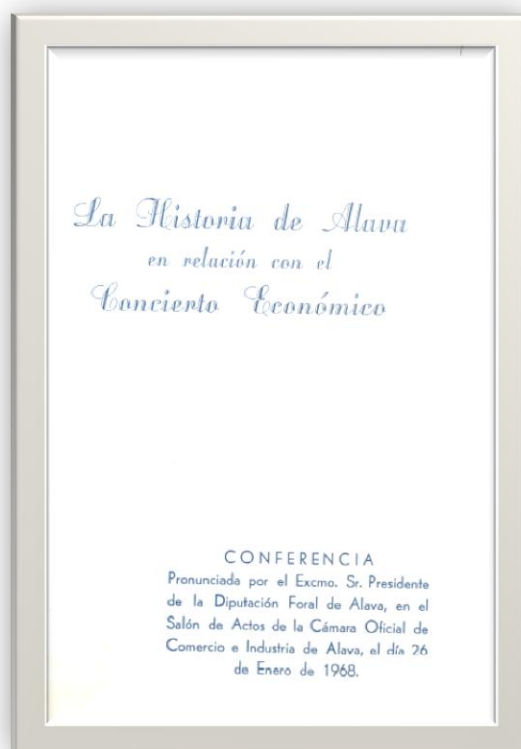 La Historia de Alava
en relación con el
Concierto Económico
CONFERENCIA
Pronunciada por el Excmo. Sr. Presidente
de la Diputación Foral de Alava, en el
Salón de Actos de la Cámara Oficial de
Comercio e Industria de Alava, el día 26
de Enero de 1968.